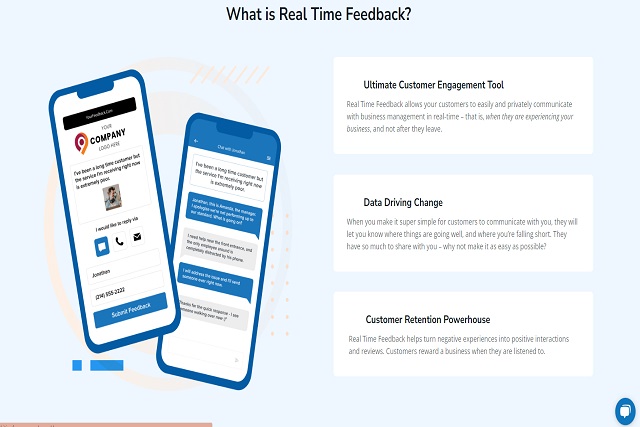 What is Real Time Feedback?
YourFeedback.Com
YOUR
COMPANY
LOGO HERE
I've been a long time customer but
the service I'm receiving right now
is extremely poor.
I would like to reply via
Jonathan
(214) 555-2222
Submit Feedback
Chat with Jonathan
I've been a long time customer but
the service I'm receiving right now
is extremely poor.
Jonathan, this is Amanda, the manager.
I apologize we're not performing up to
our standard. What is going on?
I need help near the front entrance, and
the only employee around is
completely distracted by his phone.
I will address the issue and I'll send
someone over right now.
Thanks for the quick response - I see
someone walking over now :)"
Ultimate Customer Engagement Tool
Real Time Feedback allows your customers to easily and privately communicate
with business management in real-time – that is, when they are experiencing your
business, and not after they leave.
Data Driving Change
When you make it super simple for customers to communicate with you, they will
let you know where things are going well, and where you're falling short. They
have so much to share with you – why not make it as easy as possible?
Customer Retention Powerhouse
Real Time Feedback helps turn negative experiences into positive interactions
and reviews. Customers reward a business when they are listened to.